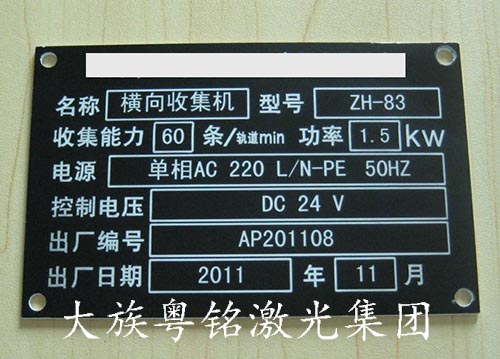 名称 横向收集机 型号 ZH-83
收集能力 60 条/轨道min 功率 1.5 KW
电源 单相AC 220 L/N-PE 50HZ
控制电压 DC 24 V
出厂编号 AP201108
出厂日期 2011 年 11 月
大族粤铭激光集团